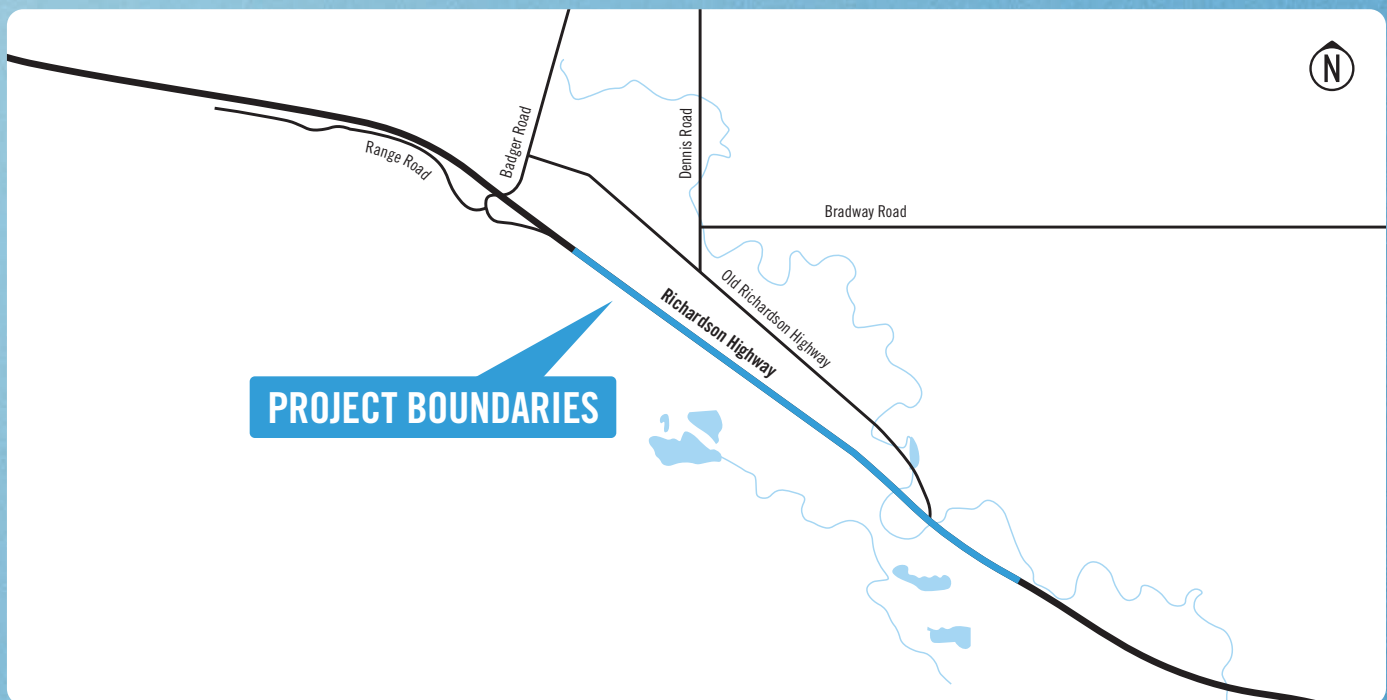 N
Badger Road
Dennis Road
Range Road
Bradway Road
Old Richardson Highway
Richardson Highway
PROJECT BOUNDARIES